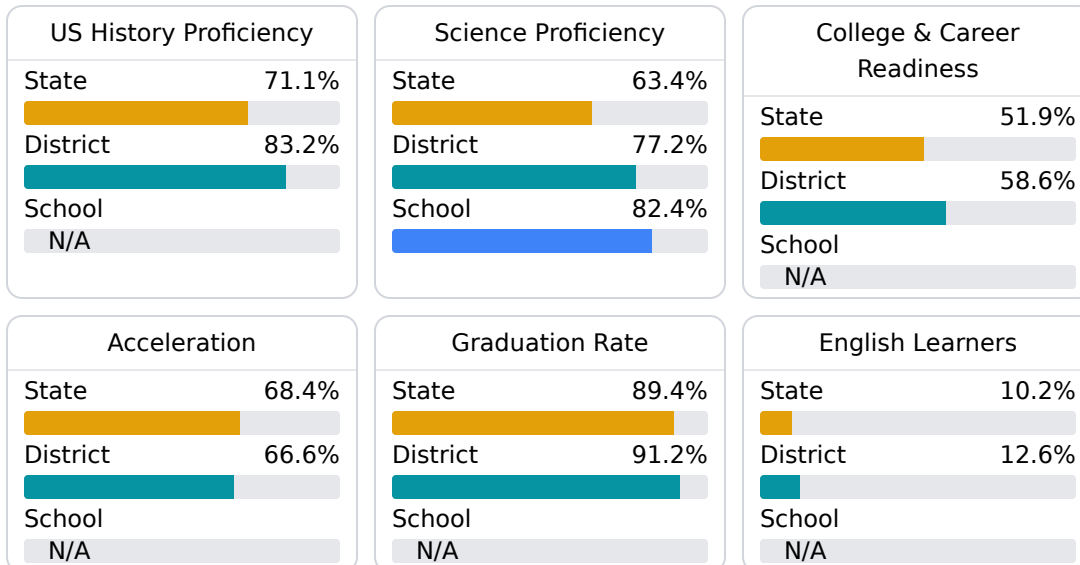 US History Proficiency
State 71.1%
District 83.2%
School
N/A
Science Proficiency
State 63.4%
District 77.2%
School 82.4%
College & Career
Readiness
State 51.9%
District 58.6%
School
N/A
Acceleration
State 68.4%
District 66.6%
School
N/A
Graduation Rate
State 89.4%
District 91.2%
School
N/A
English Learners
State 10.2%
District 12.6%
School
N/A